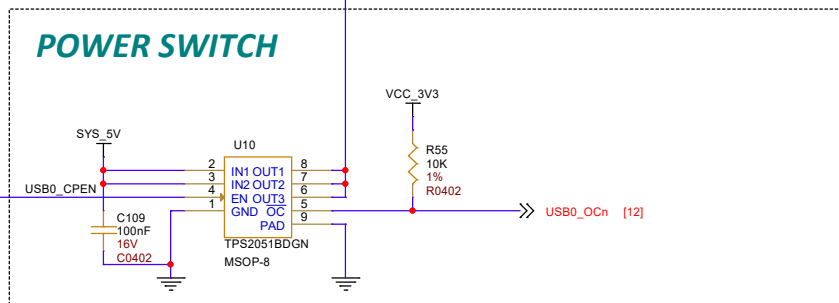 POWER SWITCH
VCC_3V3
SYS_5V
U10
R55
10K
1%
R0402
2 IN1 OUT1 8
3 IN2 OUT2 7
USB0_CPEN 4 EN OUT3 6
1 GND OC 5
PAD 9
USB0_OCn [12]
C109
100nF
16V
C0402
TPS2051BDGN
MSOP-8